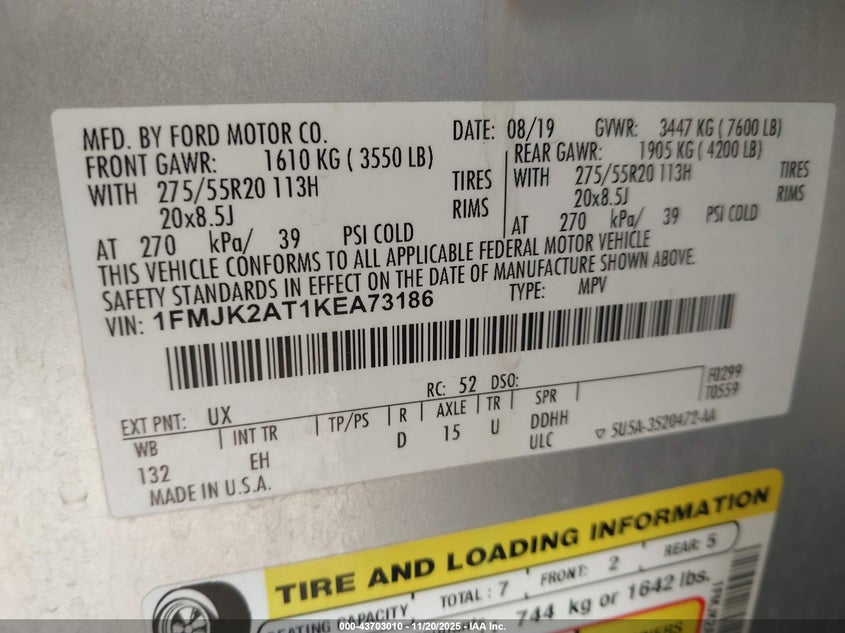 MFD. BY FORD MOTOR CO. DATE: 08/19 GVWR: 3447 KG ( 7600 LB)
FRONT GAWR: 1610 KG ( 3550 LB) REAR GAWR: 1905 KG ( 4200 LB)
WITH 275/55R20 113H TIRES WITH 275/55R20 113H TIRES
20x8.5J RIMS 20x8.5J RIMS
AT 270 kPa/ 39 PSI COLD AT 270 kPa/ 39 PSI COLD
THIS VEHICLE CONFORMS TO ALL APPLICABLE FEDERAL MOTOR VEHICLE
SAFETY STANDARDS IN EFFECT ON THE DATE OF MANUFACTURE SHOWN ABOVE.
VIN: 1FMJK2AT1KEA73186 TYPE: MPV
F0299
RC: 52 DSO: T0559
EXT PNT: UX
WB INT TR TP/PS R AXLE TR SPR
132 EH D 15 U DDHH
ULC 5U5A-3520472-AA
MADE IN U.S.A.
TIRE AND LOADING INFORMATION
SEATING CAPACITY TOTAL : 7 FRONT: 2 REAR: 5
744 kg or 1642 lbs.
000-43703010 - 11/20/2025 - IAA Inc.